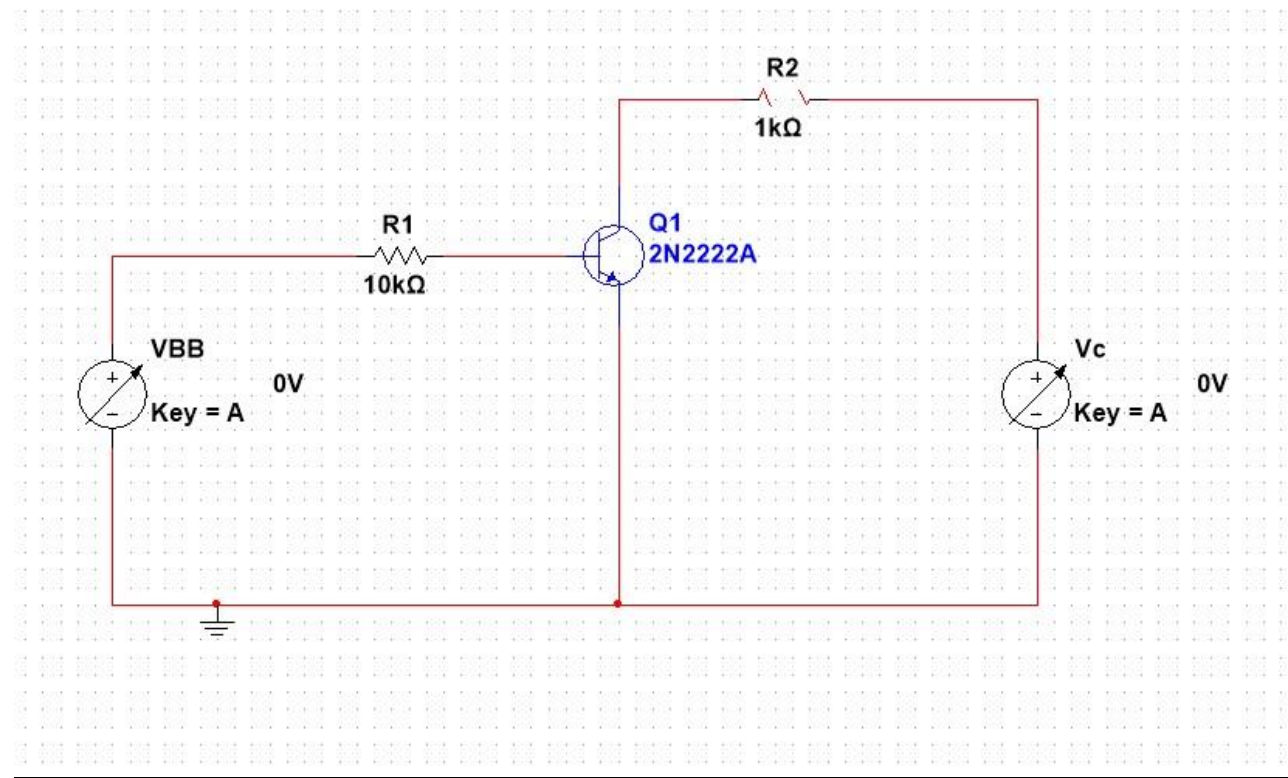 R2
1kΩ
Q1
2N2222A
R1
10kΩ
VBB
0V
Key = A
Vc
0V
Key = A